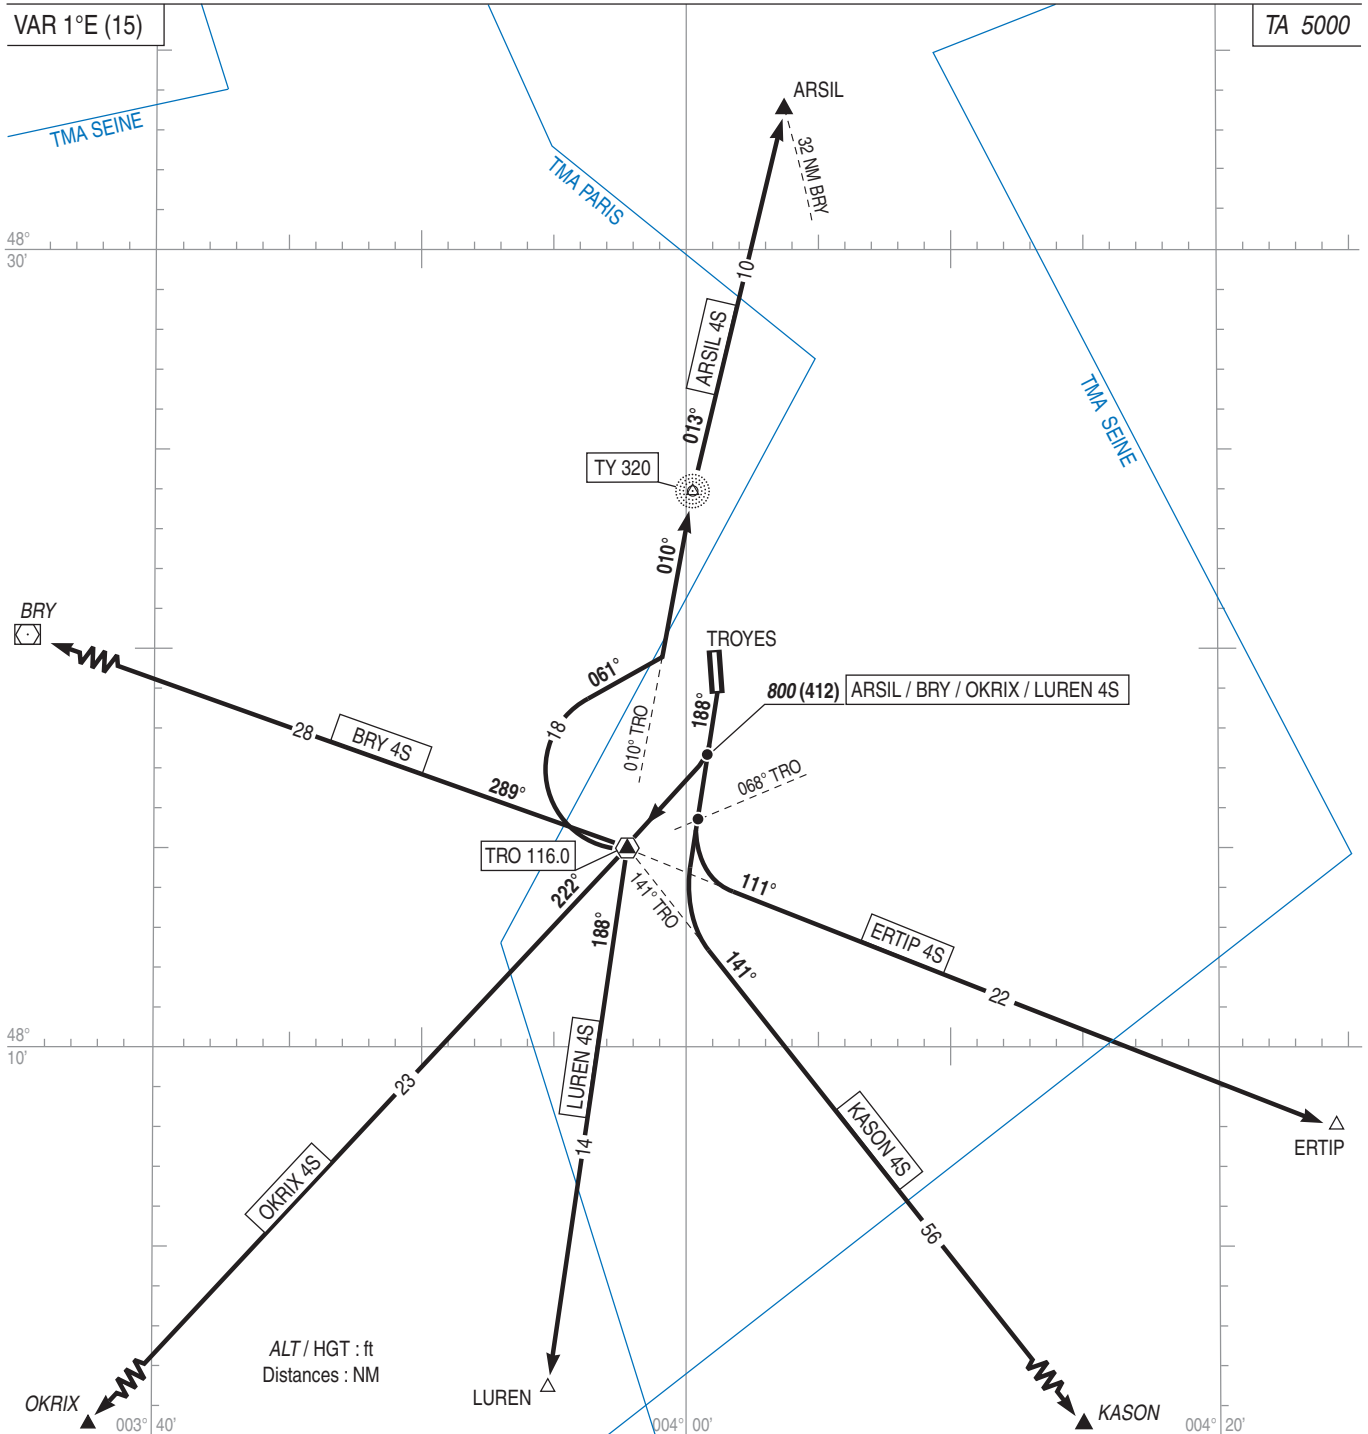 VAR 1°E (15)
TA 5000
ARSIL
TMA SEINE
32 NM BRY
TMA PARIS
48°
30'
10
ARSIL 4S
TMA SEINE
013°
TY 320
010°
BRY
TROYES
061°
188°
800 (412) ARSIL / BRY / OKRIX / LUREN 4S
18
010° TRO
28
BRY 4S
068° TRO
289°
TRO 116.0
222°
141° TRO
111°
188°
ERTIP 4S
141°
22
48°
10'
LUREN 4S
23
KASON 4S
14
ERTIP
OKRIX 4S
56
ALT / HGT : ft
Distances : NM
LUREN
OKRIX
KASON
003° 40'
004° 00'
004° 20'